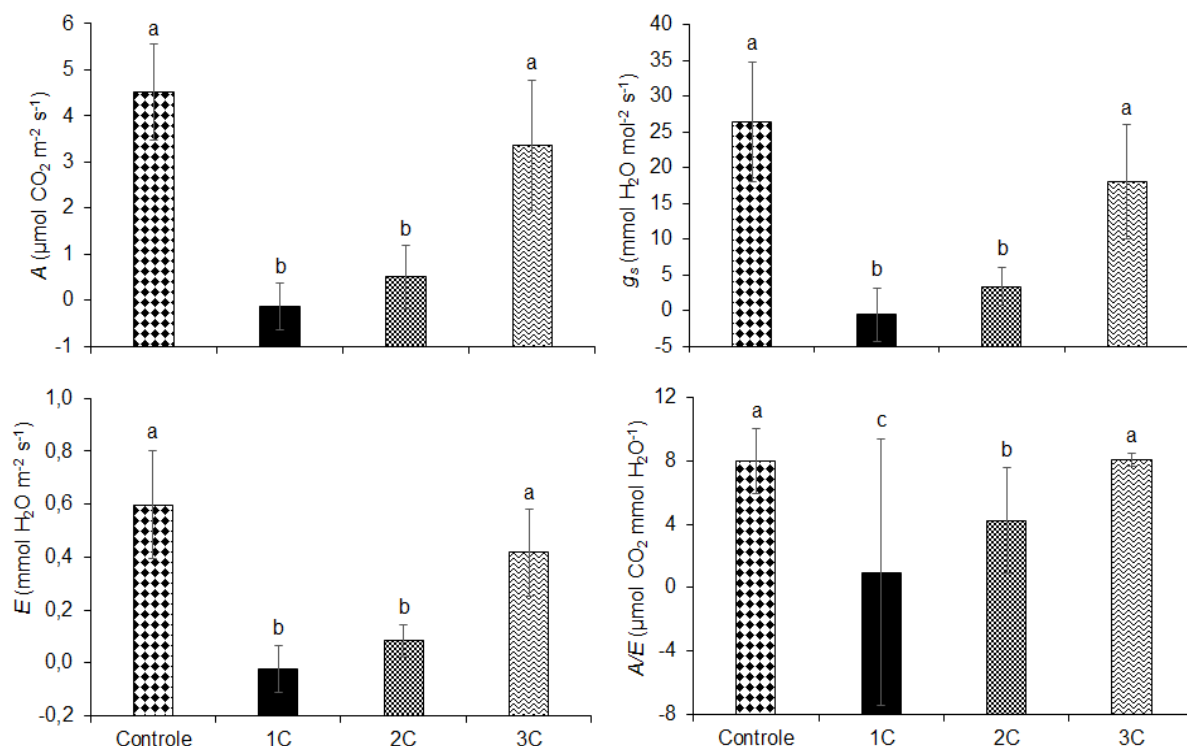 A (µmol CO₂ m⁻² s⁻¹)
6
5
4
3
2
1
0
-1
a
b
b
a
gₛ (mmol H₂O mol⁻² s⁻¹)
40
35
30
25
20
15
10
5
0
-5
a
b
b
a
E (mmol H₂O m⁻² s⁻¹)
1,0
0,8
0,6
0,4
0,2
0,0
-0,2
a
b
b
a
Controle 1C 2C 3C
A/E (µmol CO₂ mmol H₂O⁻¹)
12
8
4
0
-4
-8
a
c
b
a
Controle 1C 2C 3C